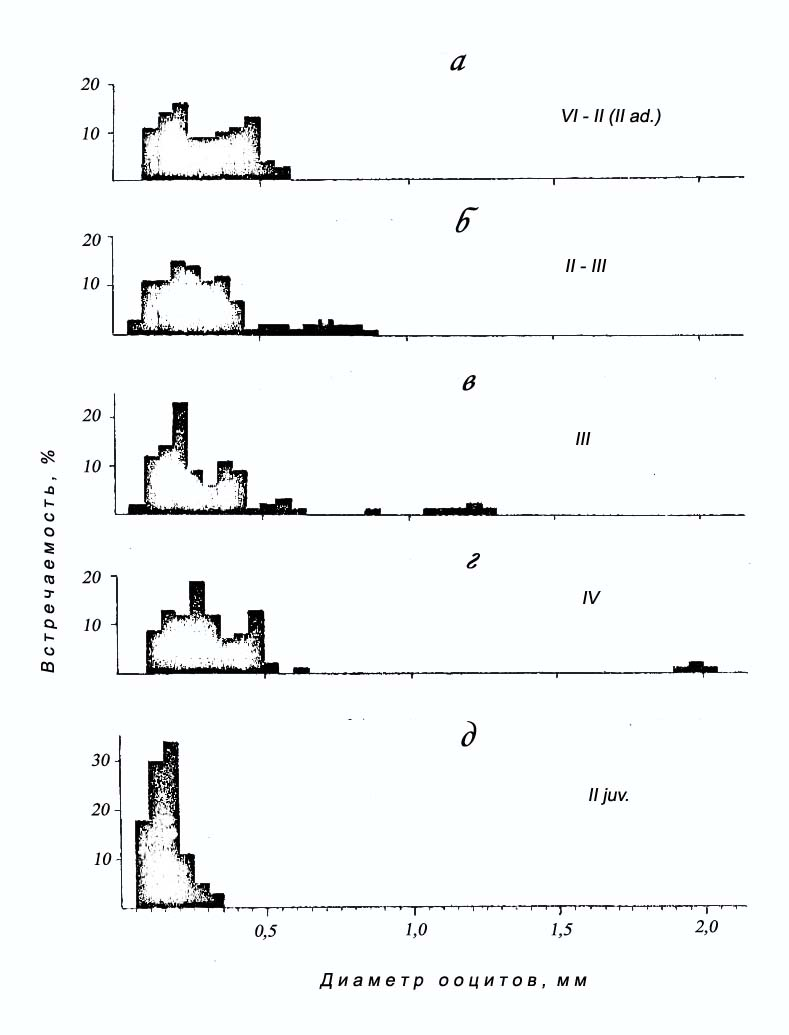 а
20
10
VI - II (II ad.)
б
20
10
II - III
в
20
10
III
г
20
10
IV
д
30
20
10
II juv.
0,5 1,0 1,5 2,0
Встречаемость, %
Диаметр ооцитов, мм